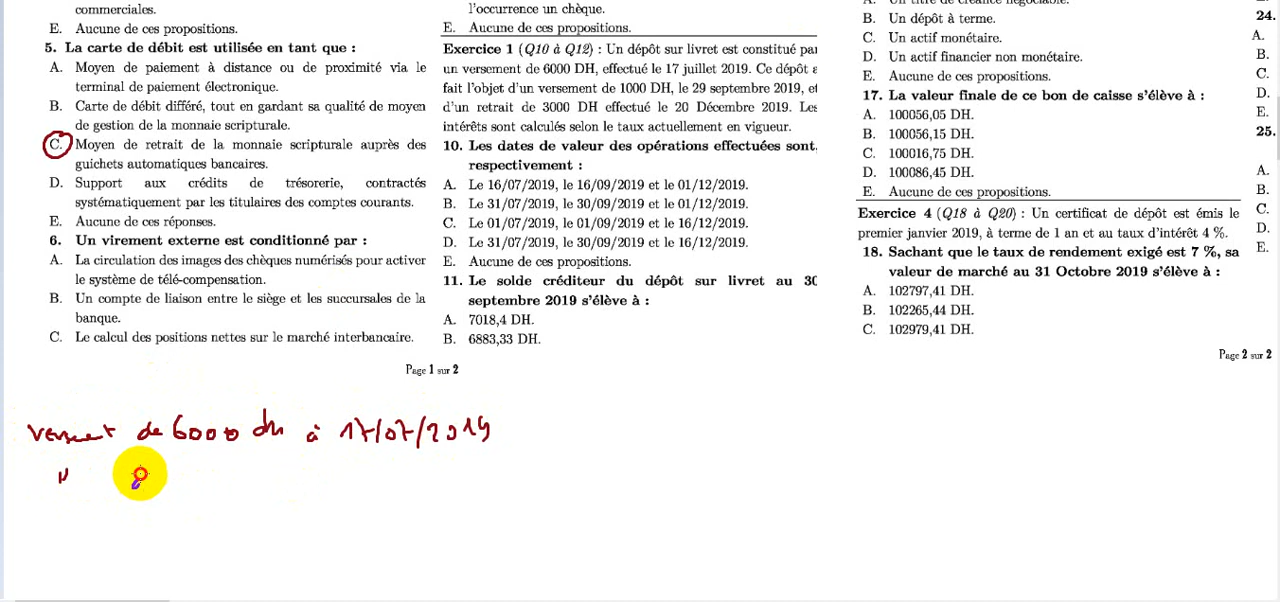 commerciales.
E. Aucune de ces propositions.
5. La carte de débit est utilisée en tant que :
A. Moyen de paiement à distance ou de proximité via le
terminal de paiement électronique.
B. Carte de débit différé, tout en gardant sa qualité de moyen
de gestion de la monnaie scripturale.
C. Moyen de retrait de la monnaie scripturale auprès des
guichets automatiques bancaires.
D. Support aux crédits de trésorerie, contractés
systématiquement par les titulaires des comptes courants.
E. Aucune de ces réponses.
6. Un virement externe est conditionné par :
A. La circulation des images des chèques numérisés pour activer
le système de télé-compensation.
B. Un compte de liaison entre le siège et les succursales de la
banque.
C. Le calcul des positions nettes sur le marché interbancaire.
l'occurrence un chèque.
E. Aucune de ces propositions.
Exercice 1 (Q10 à Q12) : Un dépôt sur livret est constitué par
un versement de 6000 DH, effectué le 17 juillet 2019. Ce dépôt a
fait l'objet d'un versement de 1000 DH, le 29 septembre 2019, et
d'un retrait de 3000 DH effectué le 20 Décembre 2019. Les
intérêts sont calculés selon le taux actuellement en vigueur.
10. Les dates de valeur des opérations effectuées sont,
respectivement :
A. Le 16/07/2019, le 16/09/2019 et le 01/12/2019.
B. Le 31/07/2019, le 30/09/2019 et le 01/12/2019.
C. Le 01/07/2019, le 01/09/2019 et le 16/12/2019.
D. Le 31/07/2019, le 30/09/2019 et le 16/12/2019.
E. Aucune de ces propositions.
11. Le solde créditeur du dépôt sur livret au 30
septembre 2019 s'élève à :
A. 7018,4 DH.
B. 6883,33 DH.
Page 1 sur 2
A. Un titre de créance négociable.
B. Un dépôt à terme.
C. Un actif monétaire.
D. Un actif financier non monétaire.
E. Aucune de ces propositions.
17. La valeur finale de ce bon de caisse s'élève à :
A. 100056,05 DH.
B. 100056,15 DH.
C. 100016,75 DH.
D. 100086,45 DH.
E. Aucune de ces propositions.
Exercice 4 (Q18 à Q20) : Un certificat de dépôt est émis le
premier janvier 2019, à terme de 1 an et au taux d'intérêt 4 %.
18. Sachant que le taux de rendement exigé est 7 %, sa
valeur de marché au 31 Octobre 2019 s'élève à :
A. 102797,41 DH.
B. 102265,44 DH.
C. 102979,41 DH.
24.
A.
B.
C.
D.
E.
25.
A.
B.
C.
D.
E.
Page 2 sur 2
de 6000 dh à 17/07/2019